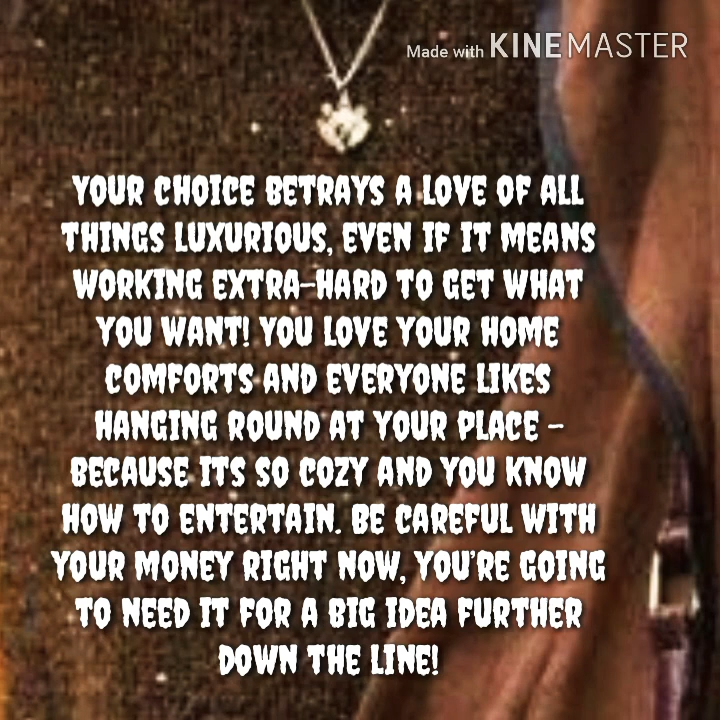 Made with KINEMASTER
YOUR CHOICE BETRAYS A LOVE OF ALL
THINGS LUXURIOUS, EVEN IF IT MEANS
WORKING EXTRA-HARD TO GET WHAT
YOU WANT! YOU LOVE YOUR HOME
COMFORTS AND EVERYONE LIKES
HANGING ROUND AT YOUR PLACE -
BECAUSE ITS SO COZY AND YOU KNOW
HOW TO ENTERTAIN. BE CAREFUL WITH
YOUR MONEY RIGHT NOW, YOU'RE GOING
TO NEED IT FOR A BIG IDEA FURTHER
DOWN THE LINE!